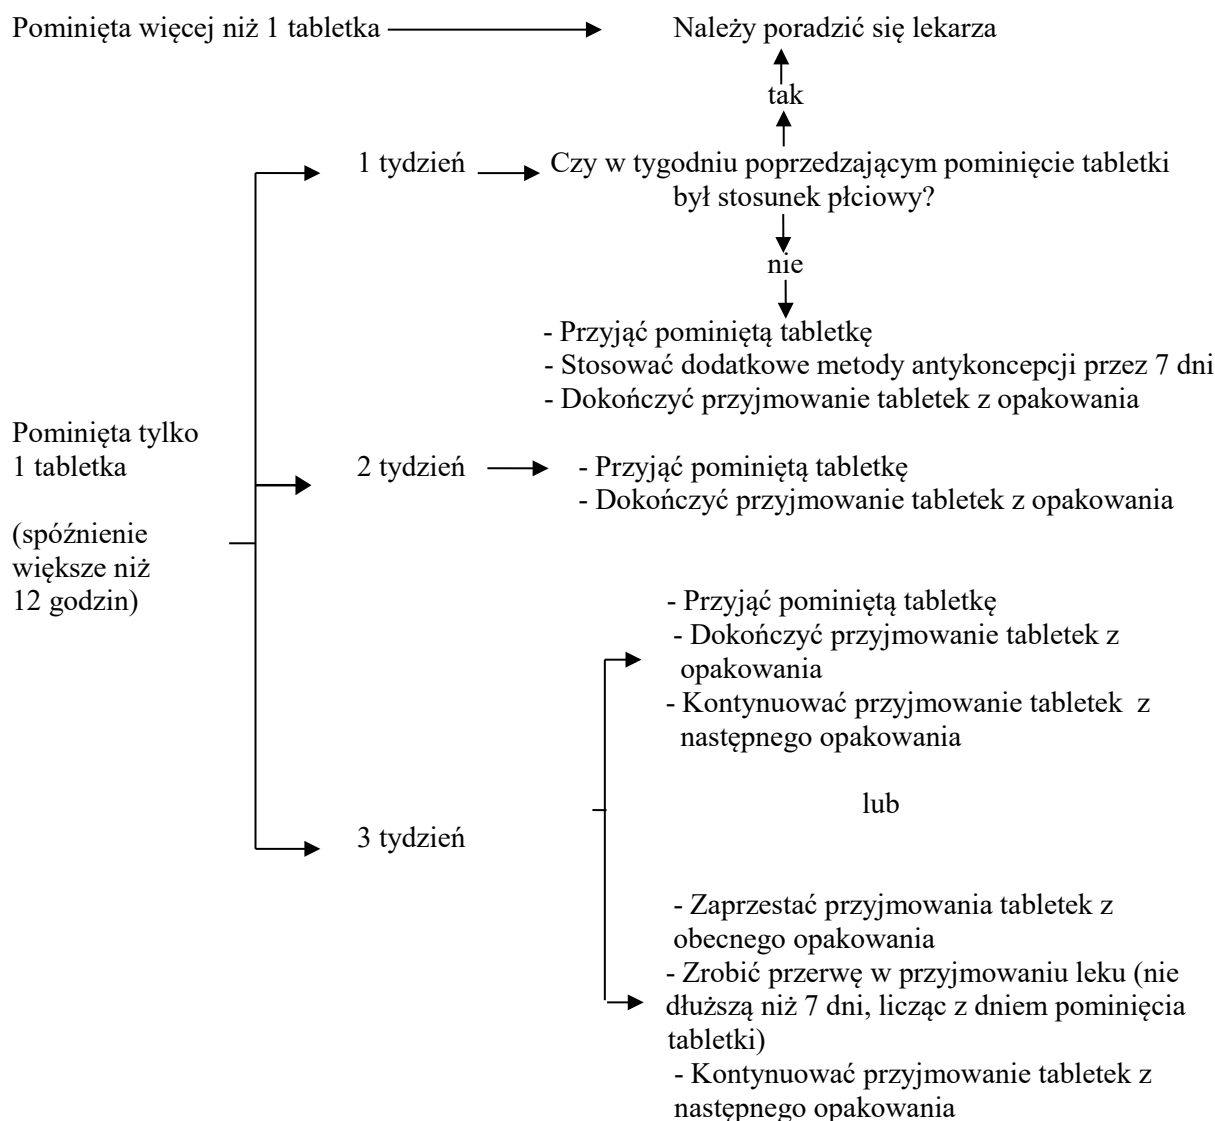 Pominięta więcej niż 1 tabletka
Należy poradzić się lekarza
tak
1 tydzień
Czy w tygodniu poprzedzającym pominięcie tabletki
był stosunek płciowy?
nie
- Przyjąć pominiętą tabletkę
- Stosować dodatkowe metody antykoncepcji przez 7 dni
- Dokończyć przyjmowanie tabletek z opakowania
Pominięta tylko
1 tabletka
(spóźnienie
większe niż
12 godzin)
2 tydzień
- Przyjąć pominiętą tabletkę
- Dokończyć przyjmowanie tabletek z opakowania
3 tydzień
- Przyjąć pominiętą tabletkę
- Dokończyć przyjmowanie tabletek z
opakowania
- Kontynuować przyjmowanie tabletek z
następnego opakowania
lub
- Zaprzestać przyjmowania tabletek z
obecnego opakowania
- Zrobić przerwę w przyjmowaniu leku (nie
dłuższą niż 7 dni, licząc z dniem pominięcia
tabletki)
- Kontynuować przyjmowanie tabletek z
następnego opakowania